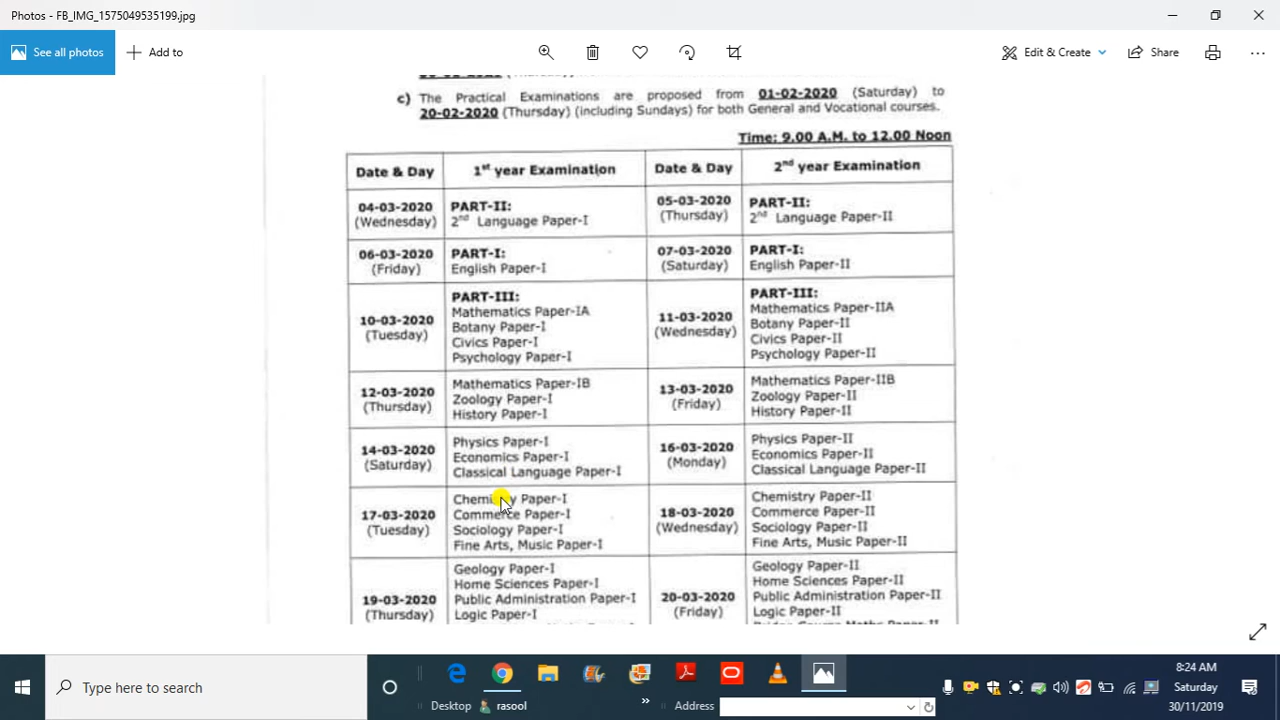 Photos - FB_IMG_1575049535199.jpg
See all photos
Add to
Edit & Create
Share
c) The Practical Examinations are proposed from 01-02-2020 (Saturday) to
20-02-2020 (Thursday) (including Sundays) for both General and Vocational courses.
Time: 9.00 A.M. to 12.00 Noon
Date & Day 1st year Examination Date & Day 2nd year Examination
04-03-2020
(Wednesday)
PART-II:
2nd Language Paper-I
05-03-2020
(Thursday)
PART-II:
2nd Language Paper-II
06-03-2020
(Friday)
PART-I:
English Paper-I
07-03-2020
(Saturday)
PART-I:
English Paper-II
10-03-2020
(Tuesday)
PART-III:
Mathematics Paper-IA
Botany Paper-I
Civics Paper-I
Psychology Paper-I
11-03-2020
(Wednesday)
PART-III:
Mathematics Paper-IIA
Botany Paper-II
Civics Paper-II
Psychology Paper-II
12-03-2020
(Thursday)
Mathematics Paper-IB
Zoology Paper-I
History Paper-I
13-03-2020
(Friday)
Mathematics Paper-IIB
Zoology Paper-II
History Paper-II
14-03-2020
(Saturday)
Physics Paper-I
Economics Paper-I
Classical Language Paper-I
16-03-2020
(Monday)
Physics Paper-II
Economics Paper-II
Classical Language Paper-II
17-03-2020
(Tuesday)
Chemistry Paper-I
Commerce Paper-I
Sociology Paper-I
Fine Arts, Music Paper-I
18-03-2020
(Wednesday)
Chemistry Paper-II
Commerce Paper-II
Sociology Paper-II
Fine Arts, Music Paper-II
19-03-2020
(Thursday)
Geology Paper-I
Home Sciences Paper-I
Public Administration Paper-I
Logic Paper-I
20-03-2020
(Friday)
Geology Paper-II
Home Sciences Paper-II
Public Administration Paper-II
Logic Paper-II
Type here to search
Desktop
rasool
»
Address
8:24 AM
Saturday
30/11/2019